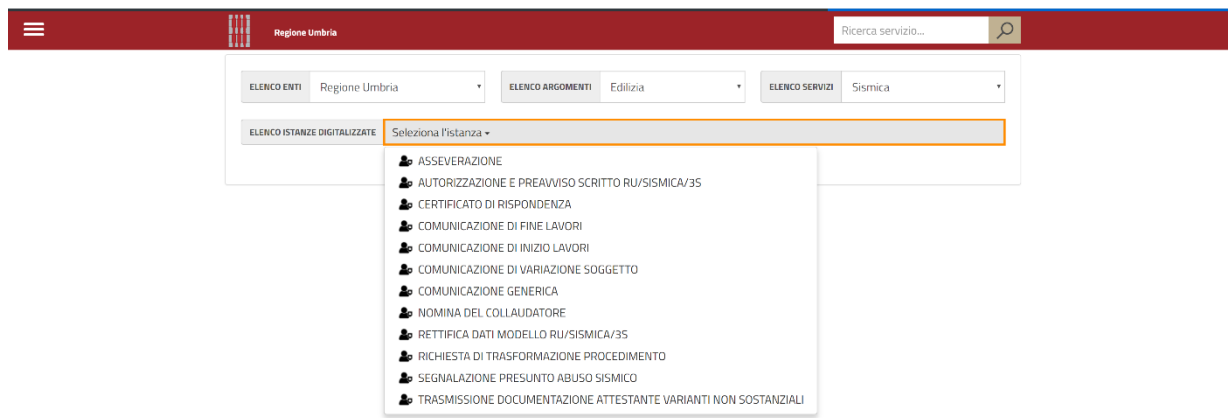 Regione Umbria
Ricerca servizio...
ELENCO ENTI Regione Umbria ELENCO ARGOMENTI Edilizia ELENCO SERVIZI Sismica
ELENCO ISTANZE DIGITALIZZATE Seleziona l'istanza
ASSEVERAZIONE
AUTORIZZAZIONE E PREAVVISO SCRITTO RU/SISMICA/3S
CERTIFICATO DI RISPONDENZA
COMUNICAZIONE DI FINE LAVORI
COMUNICAZIONE DI INIZIO LAVORI
COMUNICAZIONE DI VARIAZIONE SOGGETTO
COMUNICAZIONE GENERICA
NOMINA DEL COLLAUDATORE
RETTIFICA DATI MODELLO RU/SISMICA/3S
RICHIESTA DI TRASFORMAZIONE PROCEDIMENTO
SEGNALAZIONE PRESUNTO ABUSO SISMICO
TRASMISSIONE DOCUMENTAZIONE ATTESTANTE VARIANTI NON SOSTANZIALI